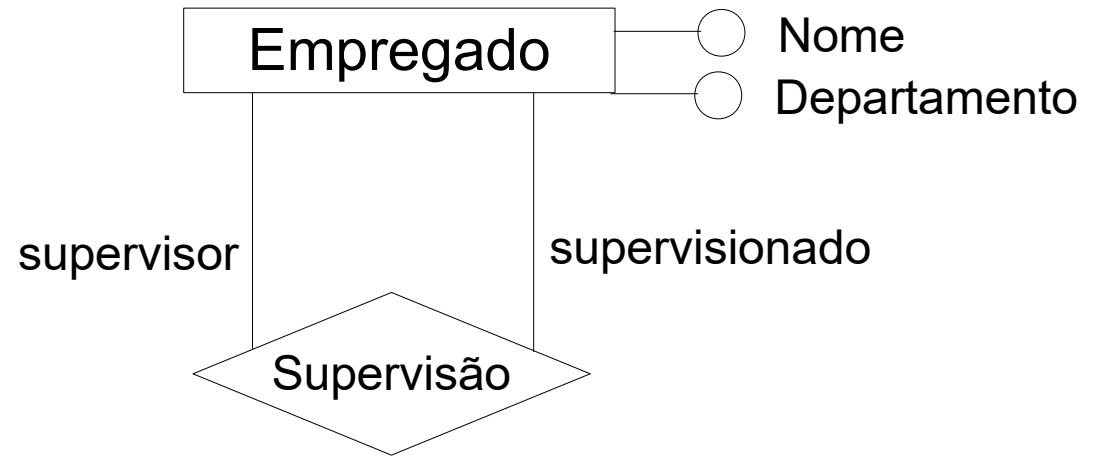 Empregado
Nome
Departamento
supervisor
supervisionado
Supervisão